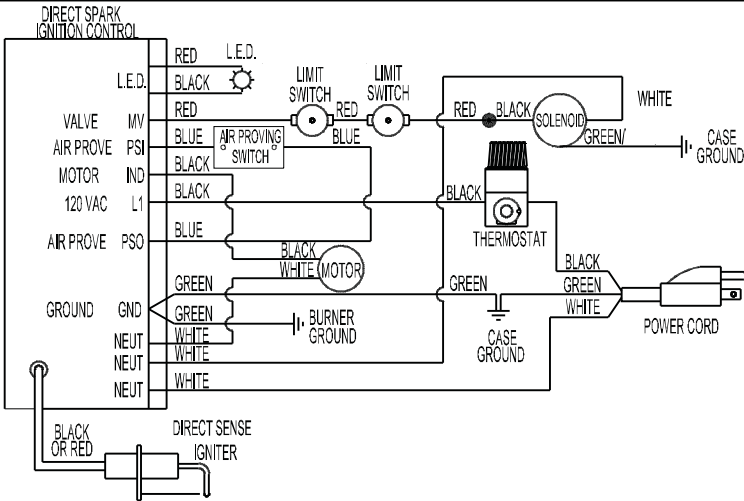 DIRECT SPARK
IGNITION CONTROL
RED
L.E.D.
L.E.D.
BLACK
LIMIT
SWITCH
LIMIT
SWITCH
VALVE MV
RED
RED
RED
BLACK
SOLENOID
WHITE
AIR PROVE PSI
BLUE
AIR PROVING
SWITCH
BLUE
GREEN/
CASE
GROUND
MOTOR IND
BLACK
120 VAC L1
BLACK
BLACK
THERMOSTAT
AIR PROVE PSO
BLUE
BLACK
WHITE
MOTOR
BLACK
GREEN
WHITE
POWER CORD
GREEN
GREEN
GROUND GND
GREEN
BURNER
GROUND
CASE
GROUND
NEUT
WHITE
NEUT
WHITE
NEUT
WHITE
BLACK
OR RED
DIRECT SENSE
IGNITER